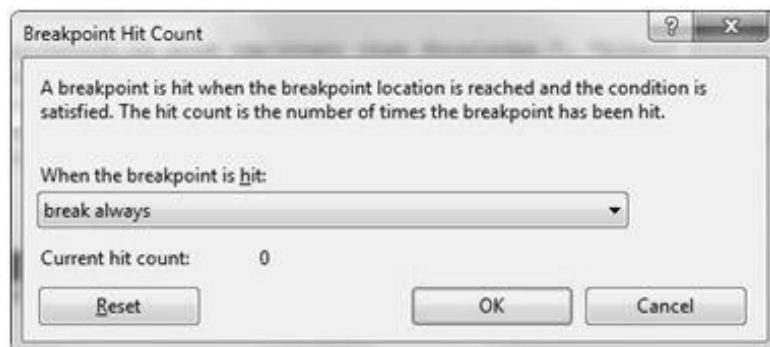 Breakpoint Hit Count
A breakpoint is hit when the breakpoint location is reached and the condition is
satisfied. The hit count is the number of times the breakpoint has been hit.
When the breakpoint is hit:
break always
Current hit count: 0
Reset OK Cancel